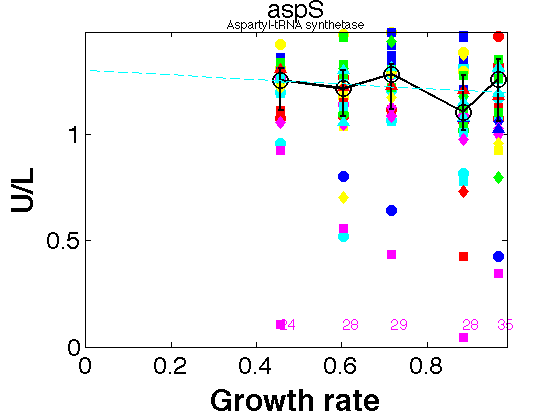 aspS
Aspartyl-tRNA synthetase
U/L
1
0.5
0
24 28 29 28 35
0 0.2 0.4 0.6 0.8
Growth rate